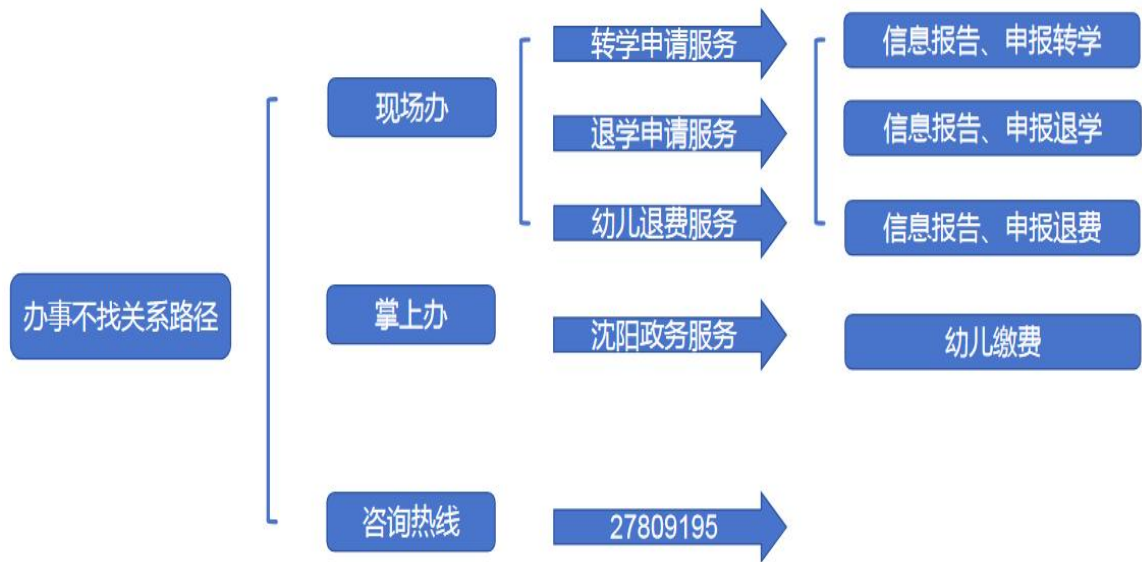 办事不找关系路径
现场办
转学申请服务
信息报告、申报转学
退学申请服务
信息报告、申报退学
幼儿退费服务
信息报告、申报退费
掌上办
沈阳政务服务
幼儿缴费
咨询热线
27809195